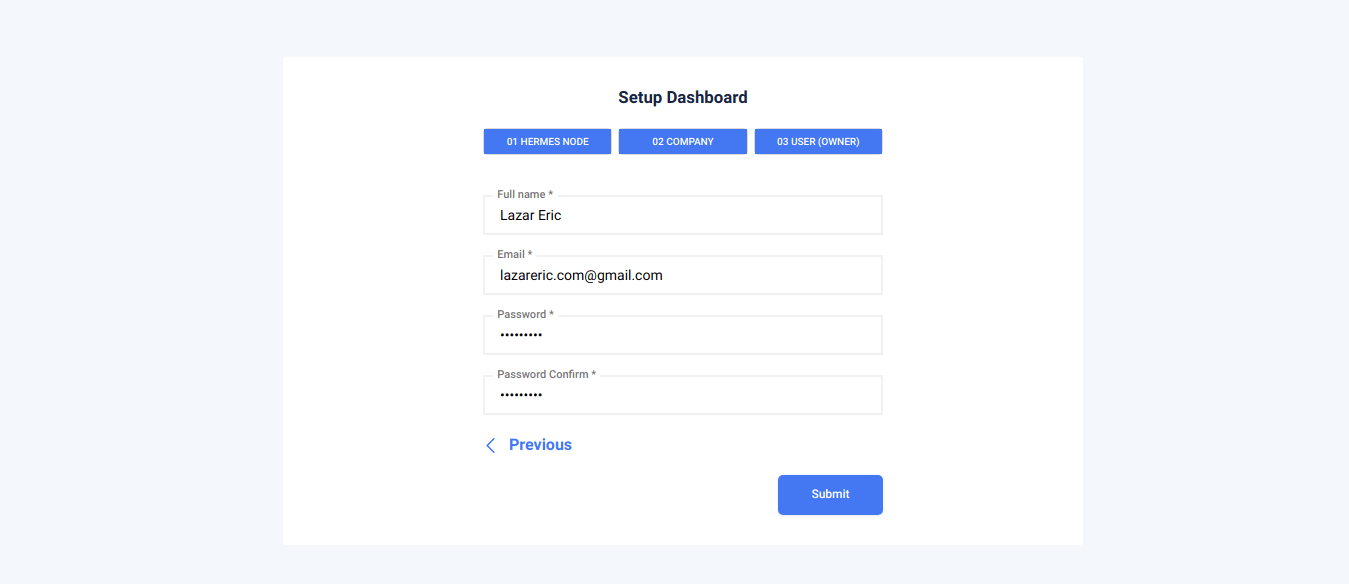 Setup Dashboard
01 HERMES NODE 02 COMPANY 03 USER (OWNER)
Full name *
Lazar Eric
Email *
lazareric.com@gmail.com
Password *
•••••••••
Password Confirm *
•••••••••
Previous
Submit